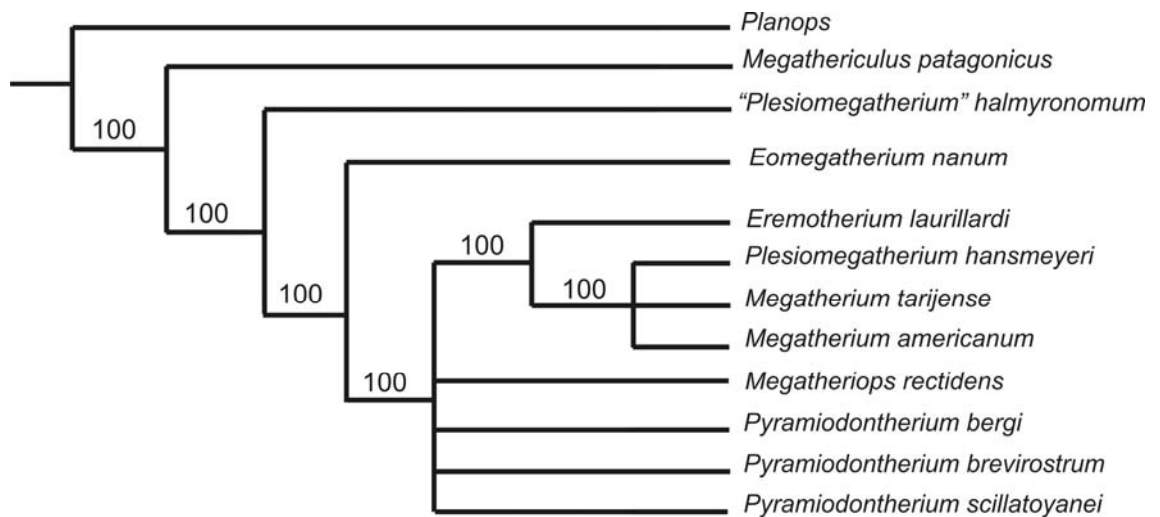 Planops
Megathericulus patagonicus
“Plesiomegatherium” halmyronomum
100
Eomegatherium nanum
100
Eremotherium laurillardi
100
Plesiomegatherium hansmeyeri
100
100
Megatherium tarijense
Megatherium americanum
100
Megatheriops rectidens
Pyramiodontherium bergi
Pyramiodontherium brevirostrum
Pyramiodontherium scillatoyanei